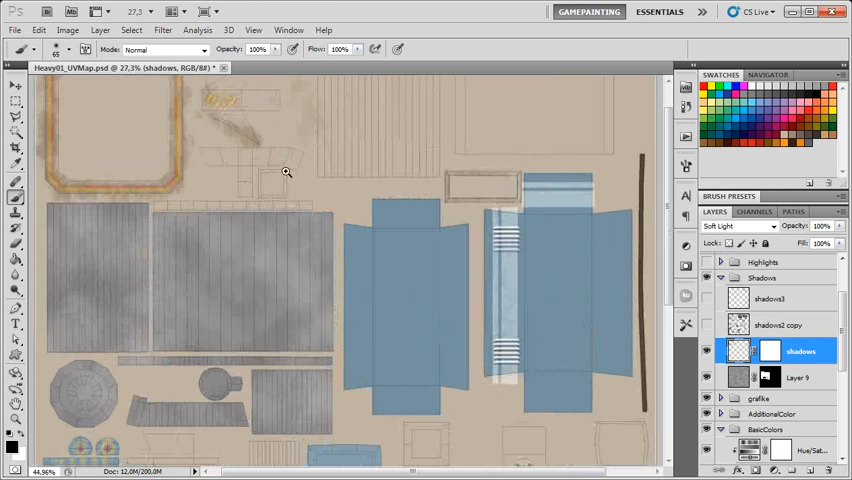 Ps 27,3 GAMEPAINTING ESSENTIALS CS Live
File Edit Image Layer Select Filter Analysis 3D View Window Help
65 Mode: Normal Opacity: 100% Flow: 100%
Heavy01_UVMap.psd @ 27,3% (shadows, RGB/8#) *
SWATCHES NAVIGATOR
BRUSH PRESETS
LAYERS CHANNELS PATHS
Soft Light Opacity: 100%
Lock: Fill: 100%
Highlights
Shadows
shadows3
shadows2 copy
shadows
Layer 9
grafike
AdditionalColor
BasicColors
Hue/Sat...
44,96% Doc: 12,0M/200,0M